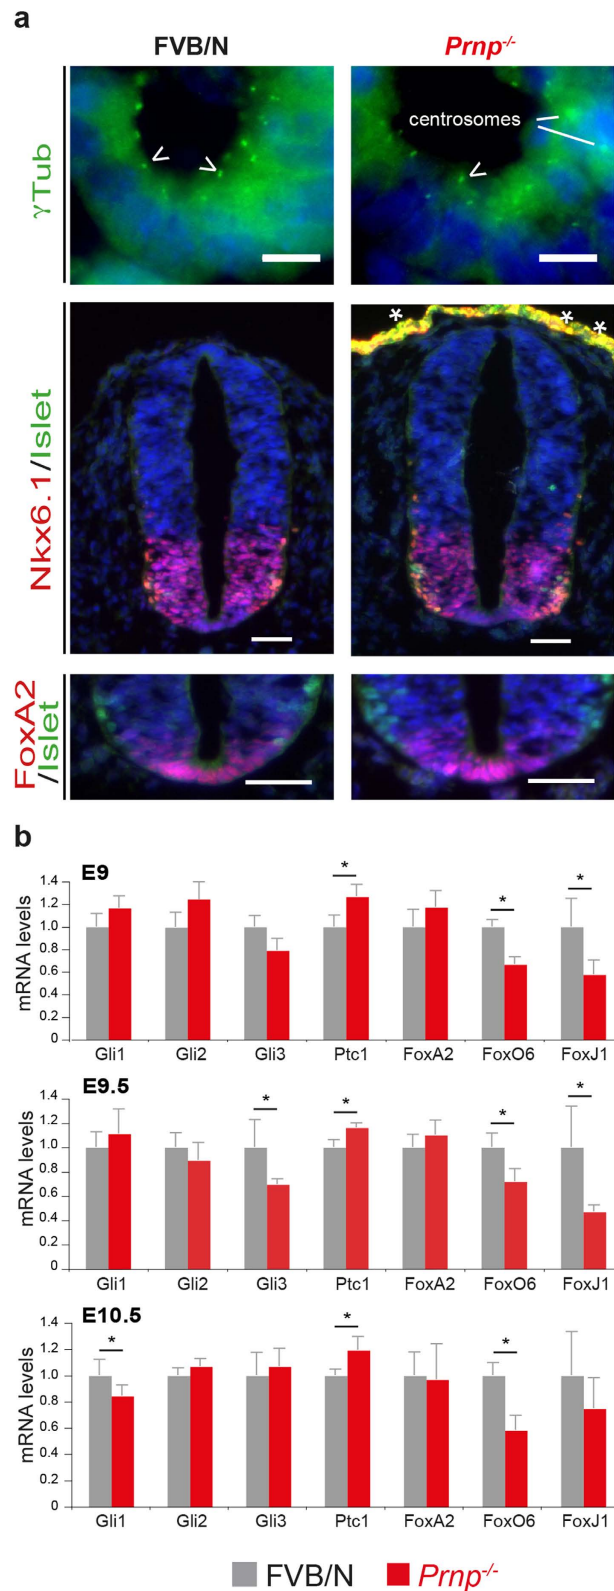 a
FVB/N
Prnp-/-
γTub
centrosomes
Nkx6.1/Islet
* * *
FoxA2
/Islet
b
E9
mRNA levels
1.4
1.2
1.0
0.8
0.6
0.4
0.2
0
* * *
Gli1 Gli2 Gli3 Ptc1 FoxA2 FoxO6 FoxJ1
E9.5
mRNA levels
1.4
1.2
1.0
0.8
0.6
0.4
0.2
0
* * * *
Gli1 Gli2 Gli3 Ptc1 FoxA2 FoxO6 FoxJ1
E10.5
mRNA levels
1.4
1.2
1.0
0.8
0.6
0.4
0.2
0
* * *
Gli1 Gli2 Gli3 Ptc1 FoxA2 FoxO6 FoxJ1
FVB/N Prnp-/-